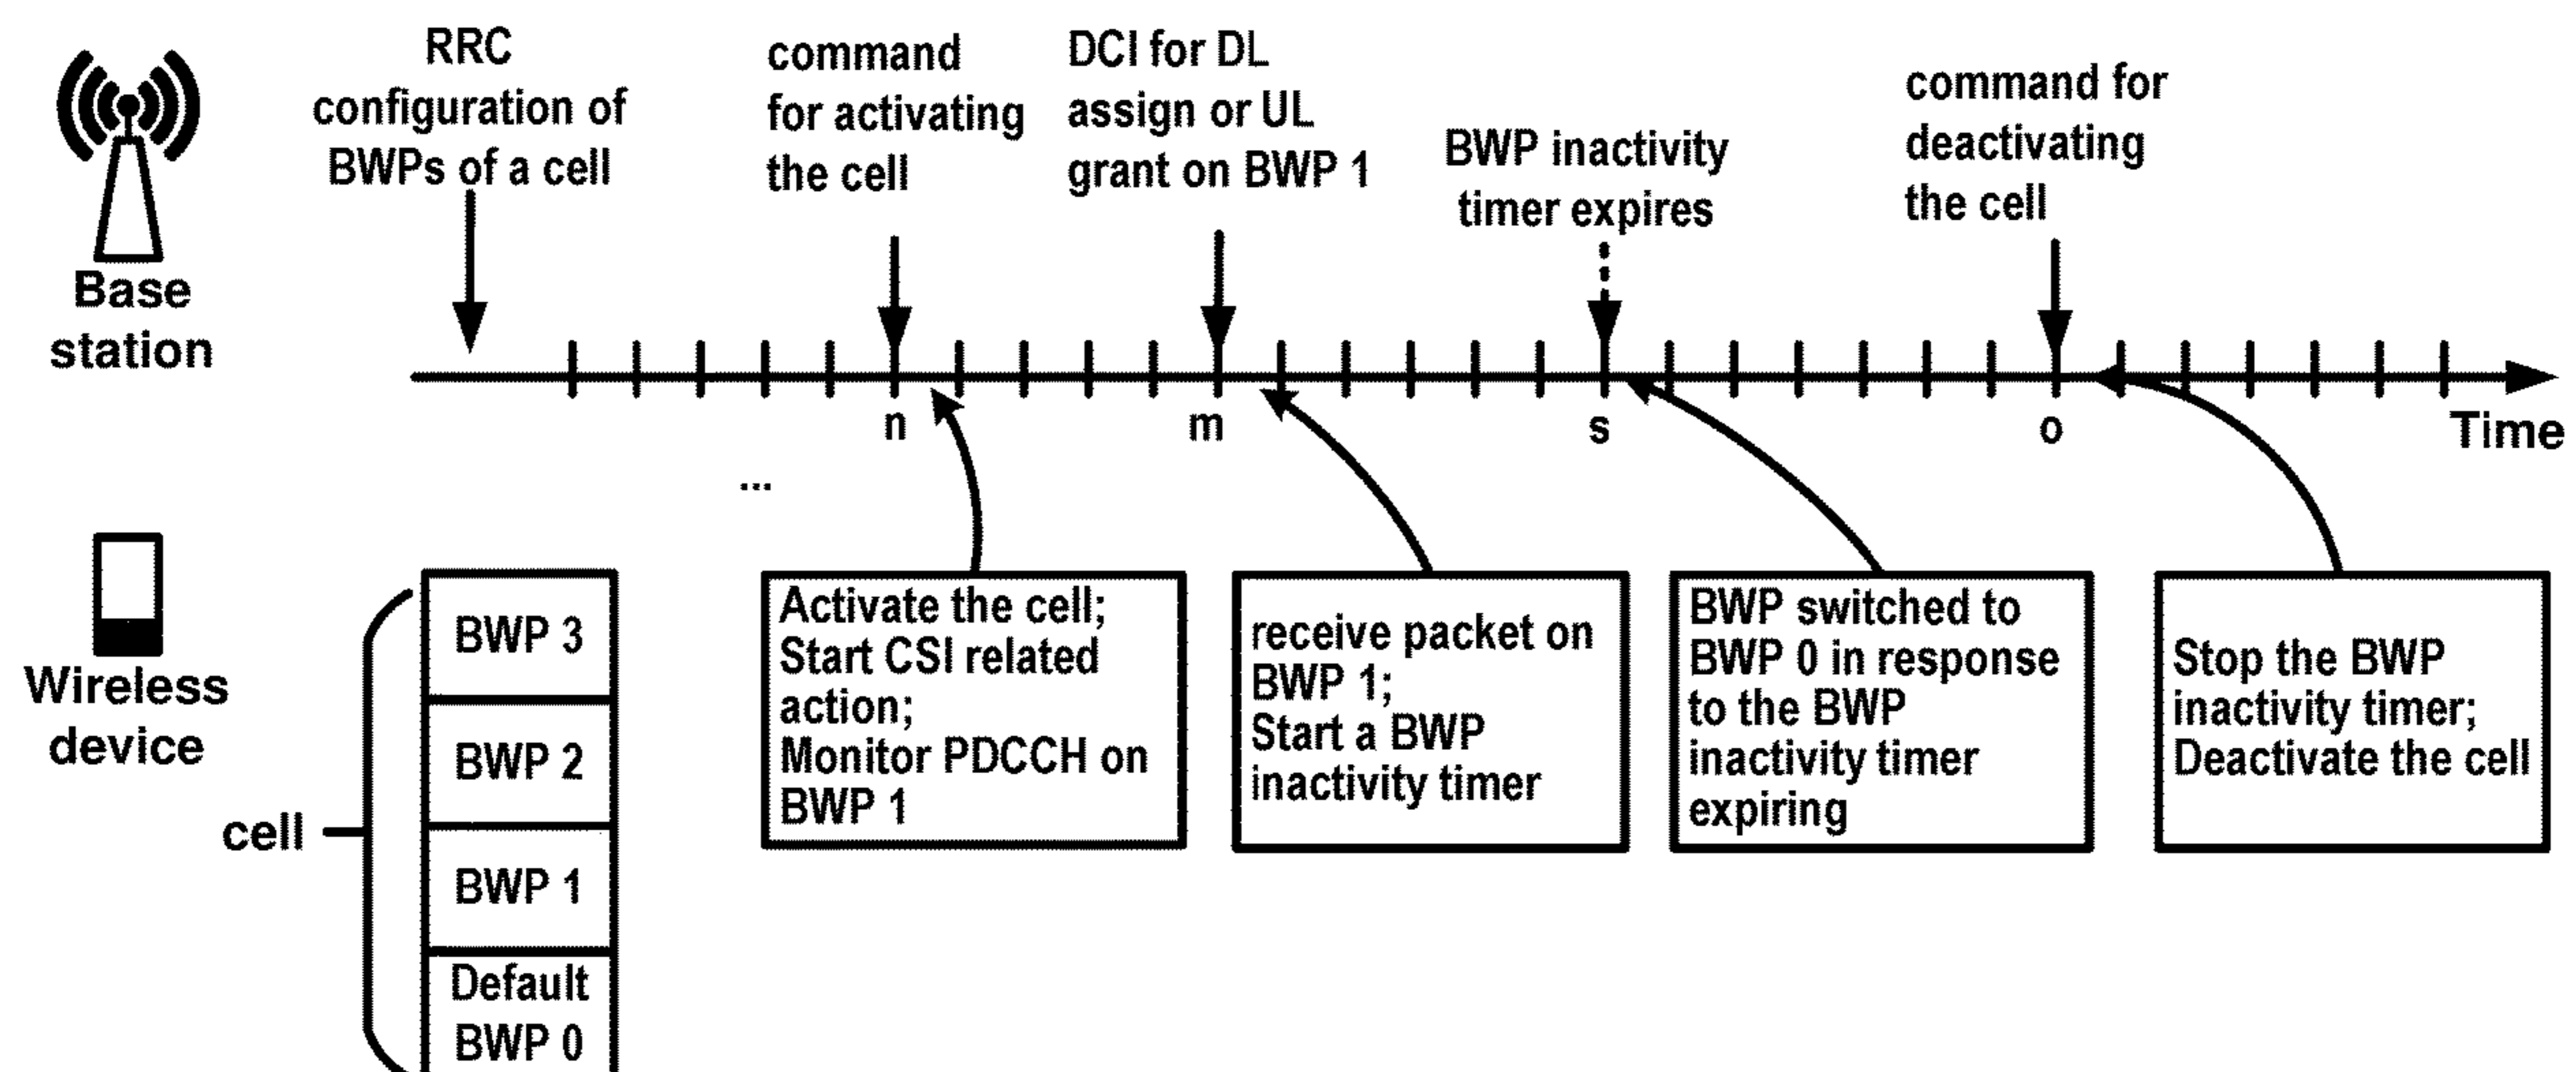 RRC
configuration of
BWPs of a cell
command
for activating
the cell
DCI for DL
assign or UL
grant on BWP 1
BWP inactivity
timer expires
command for
deactivating
the cell
Base
station
n
m
s
o
Time
...
Wireless
device
cell
BWP 3
BWP 2
BWP 1
Default
BWP 0
Activate the cell;
Start CSI related
action;
Monitor PDCCH on
BWP 1
receive packet on
BWP 1;
Start a BWP
inactivity timer
BWP switched to
BWP 0 in response
to the BWP
inactivity timer
expiring
Stop the BWP
inactivity timer;
Deactivate the cell